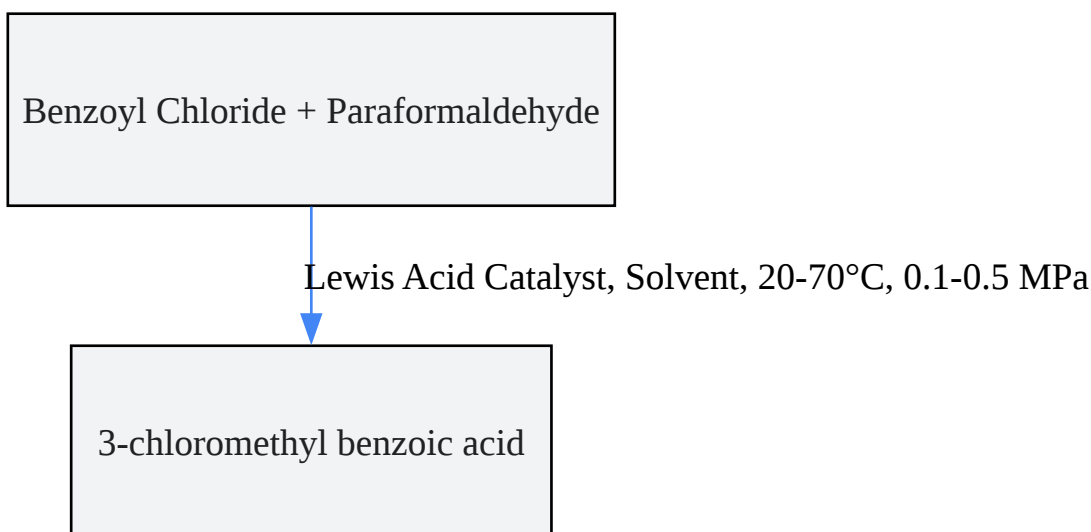 Benzoyl Chloride + Paraformaldehyde
Lewis Acid Catalyst, Solvent, 20-70°C, 0.1-0.5 MPa
3-chloromethyl benzoic acid